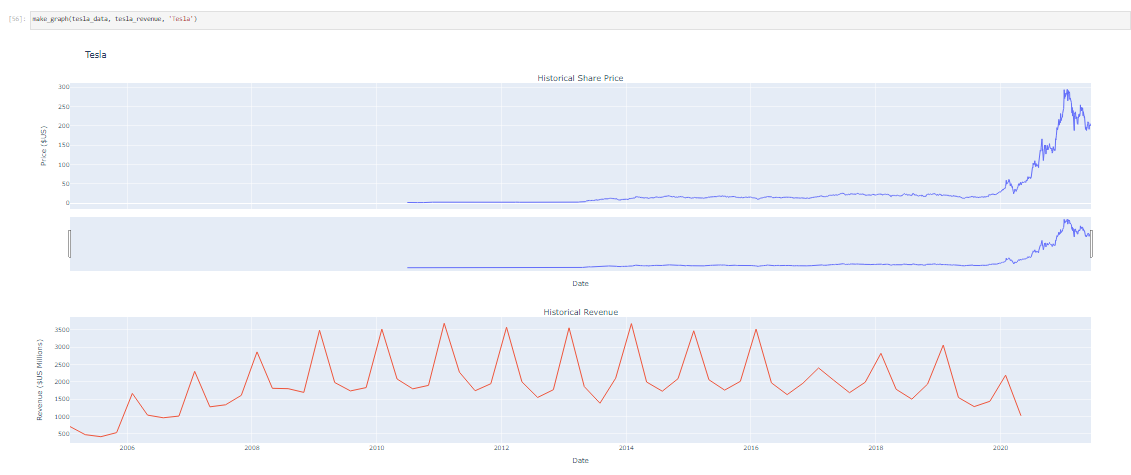 [56]: make_graph(tesla_data, tesla_revenue, 'Tesla')
Tesla
Historical Share Price
300
250
200
150
100
50
0
Price ($US)
Date
Historical Revenue
3500
3000
2500
2000
1500
1000
500
Revenue ($US Millions)
2006 2008 2010 2012 2014 2016 2018 2020
Date